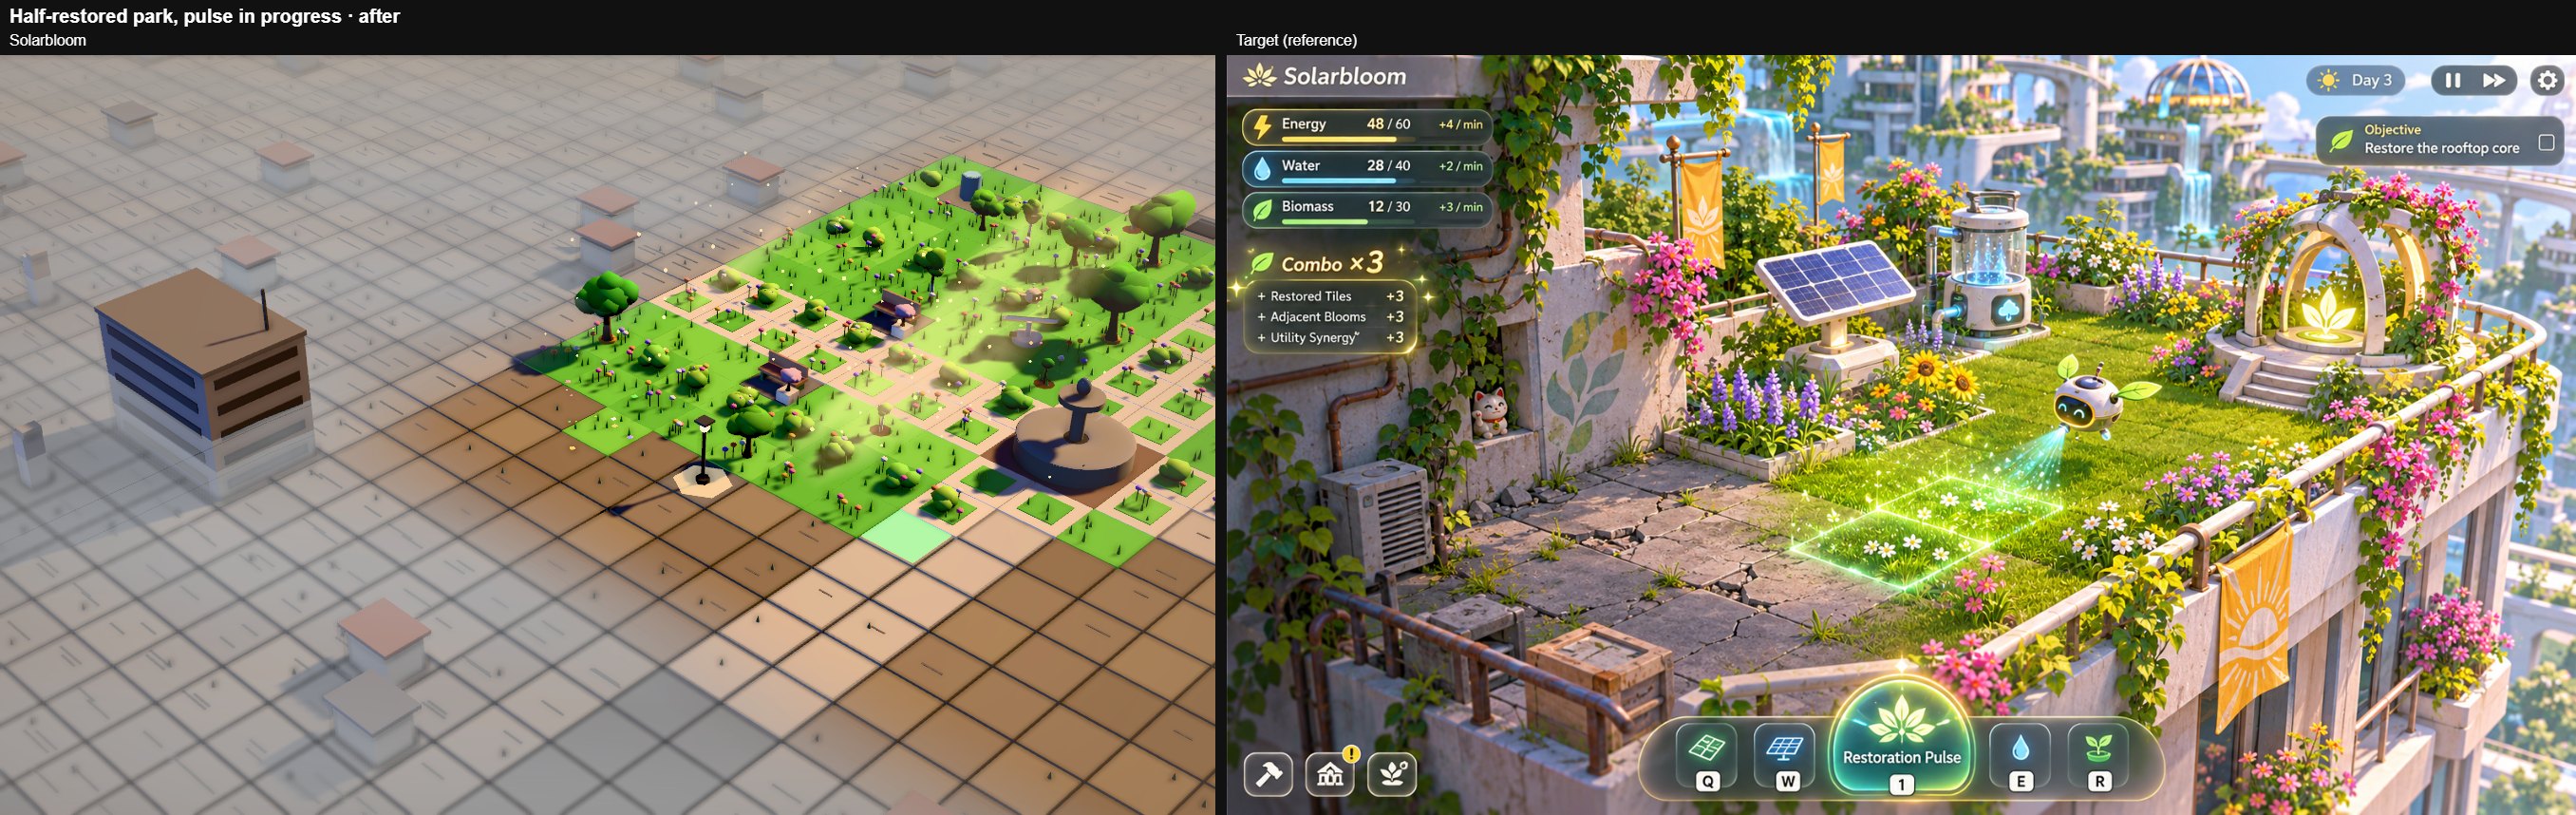 Half-restored park, pulse in progress · after
Solarbloom
Target (reference)
Solarbloom
Day 3
Energy 48 / 60 +4 / min
Water 28 / 40 +2 / min
Biomass 12 / 30 +3 / min
Objective
Restore the rooftop core
Combo ×3
+ Restored Tiles +3
+ Adjacent Blooms +3
+ Utility Synergy +3
!
Restoration Pulse
Q W 1 E R